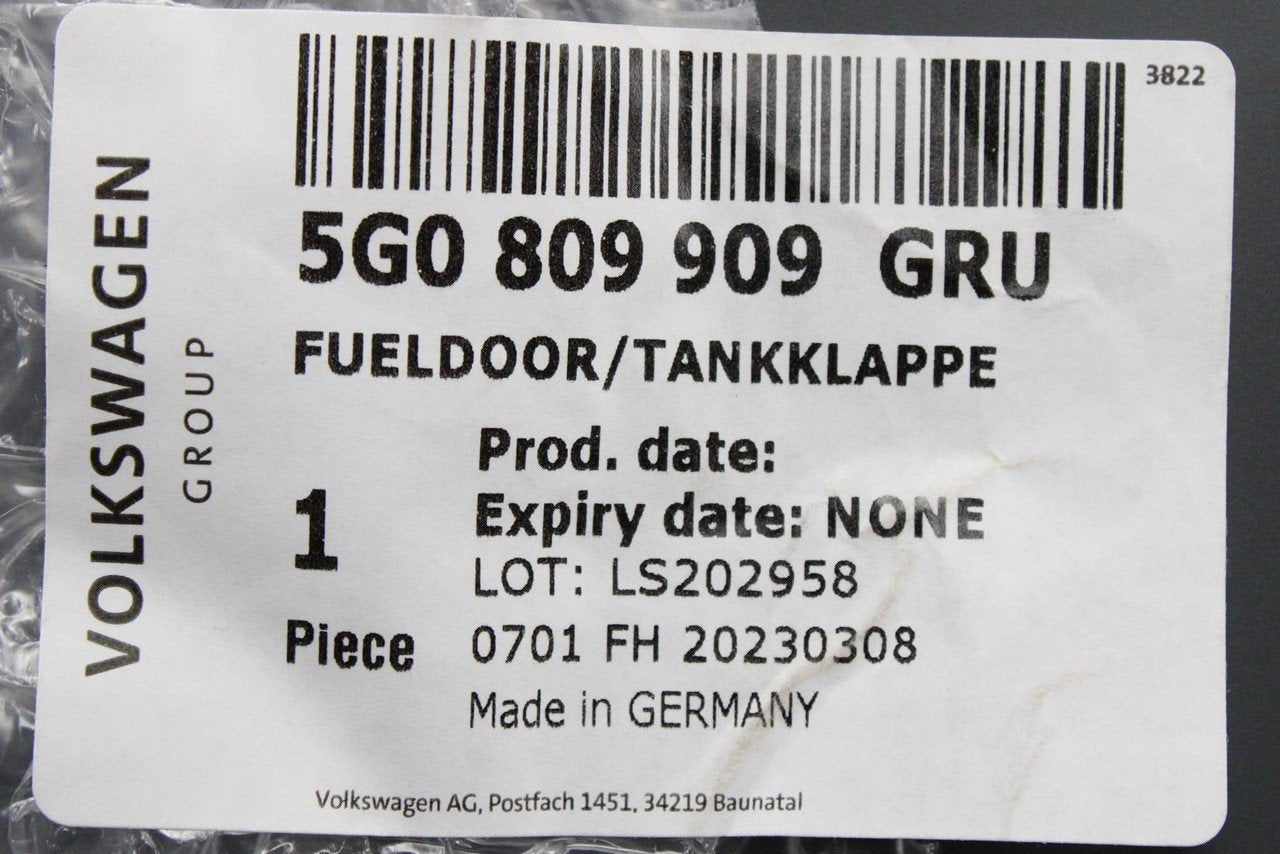 3822
VOLKSWAGEN
GROUP
5G0 809 909 GRU
FUELDOOR/TANKKLAPPE
Prod. date:
Expiry date: NONE
1
LOT: LS202958
Piece
0701 FH 20230308
Made in GERMANY
Volkswagen AG, Postfach 1451, 34219 Baunatal